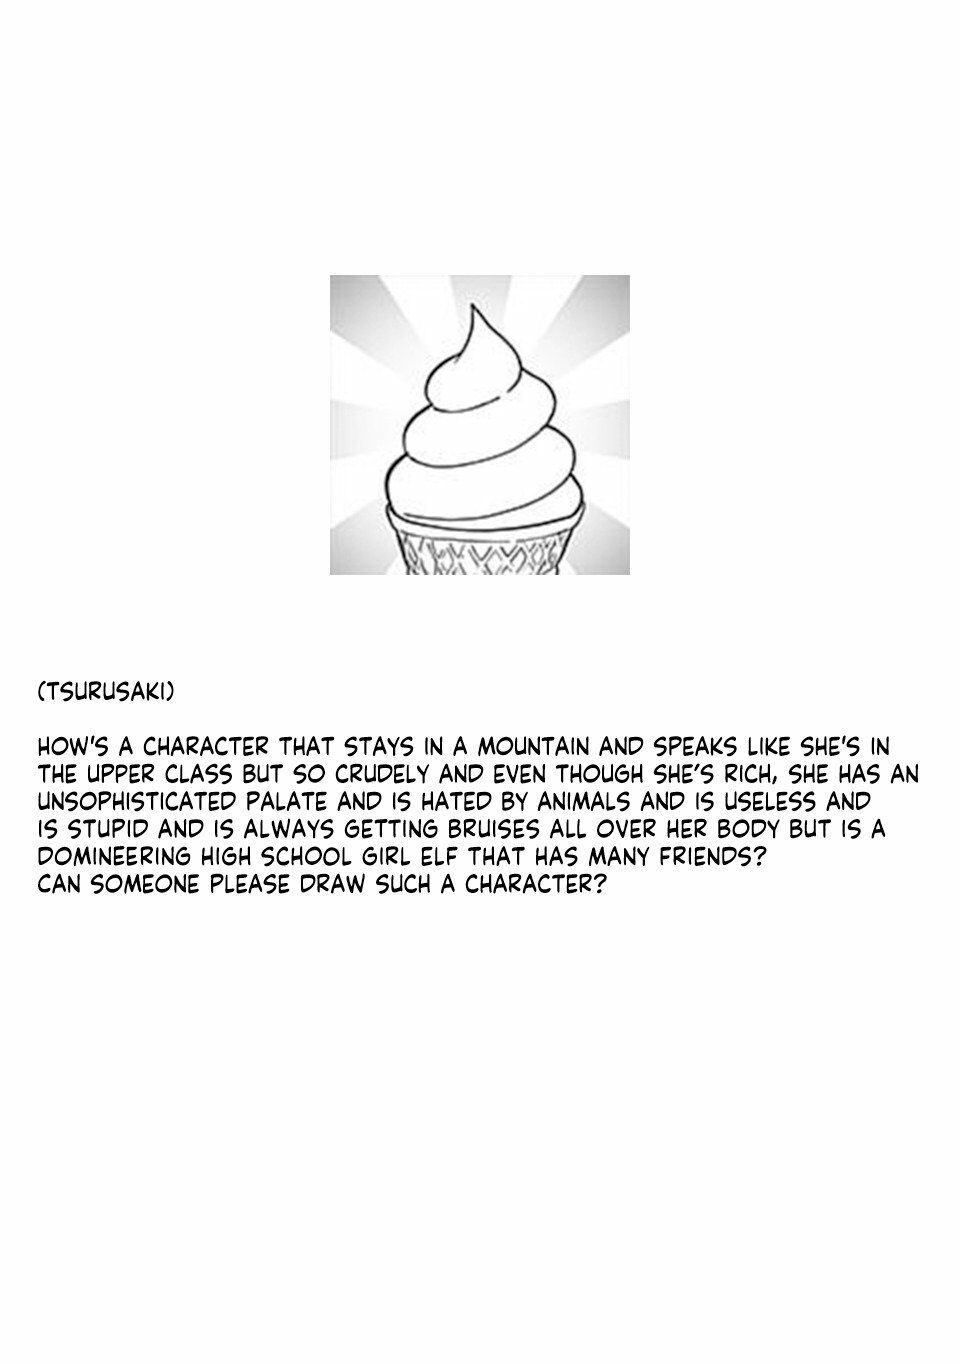 (TSURUSAKI)
HOW'S A CHARACTER THAT STAYS IN A MOUNTAIN AND SPEAKS LIKE SHE'S IN
THE UPPER CLASS BUT SO CRUDELY AND EVEN THOUGH SHE'S RICH, SHE HAS AN
UNSOPHISTICATED PALATE AND IS HATED BY ANIMALS AND IS USELESS AND
IS STUPID AND IS ALWAYS GETTING BRUISES ALL OVER HER BODY BUT IS A
DOMINEERING HIGH SCHOOL GIRL ELF THAT HAS MANY FRIENDS?
CAN SOMEONE PLEASE DRAW SUCH A CHARACTER?